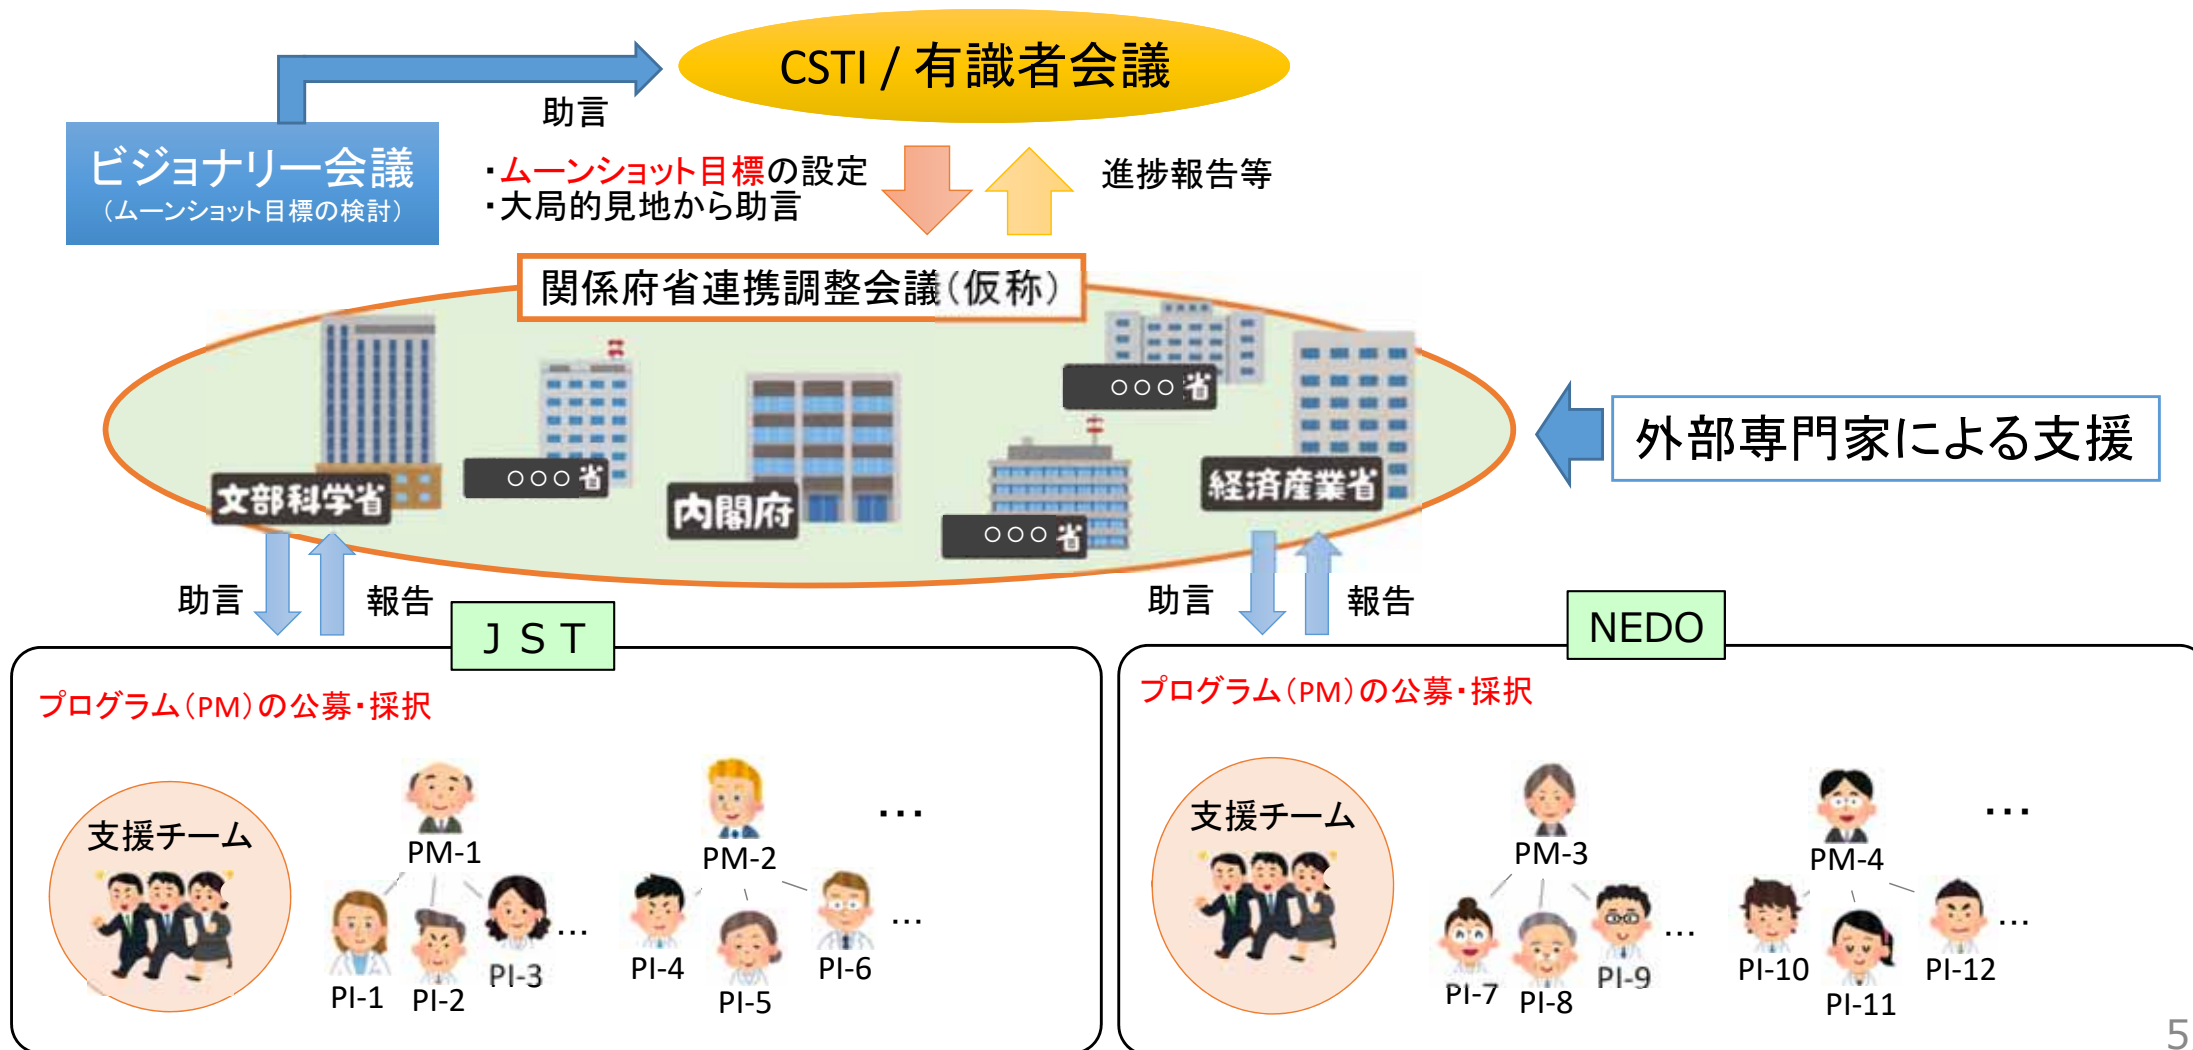 CSTI / 有識者会議
助言
ビジョナリー会議
（ムーンショット目標の検討）
・ムーンショット目標の設定
・大局的見地から助言
進捗報告等
関係府省連携調整会議（仮称）
○○○省
○○○省
文部科学省
内閣府
○○○省
経済産業省
外部専門家による支援
助言
報告
助言
報告
JST
プログラム（PM）の公募・採択
支援チーム
PM-1
PM-2
…
PI-1
PI-2
PI-3
…
PI-4
PI-5
PI-6
…
NEDO
プログラム（PM）の公募・採択
支援チーム
PM-3
PM-4
…
PI-7
PI-8
PI-9
…
PI-10
PI-11
PI-12
…
5